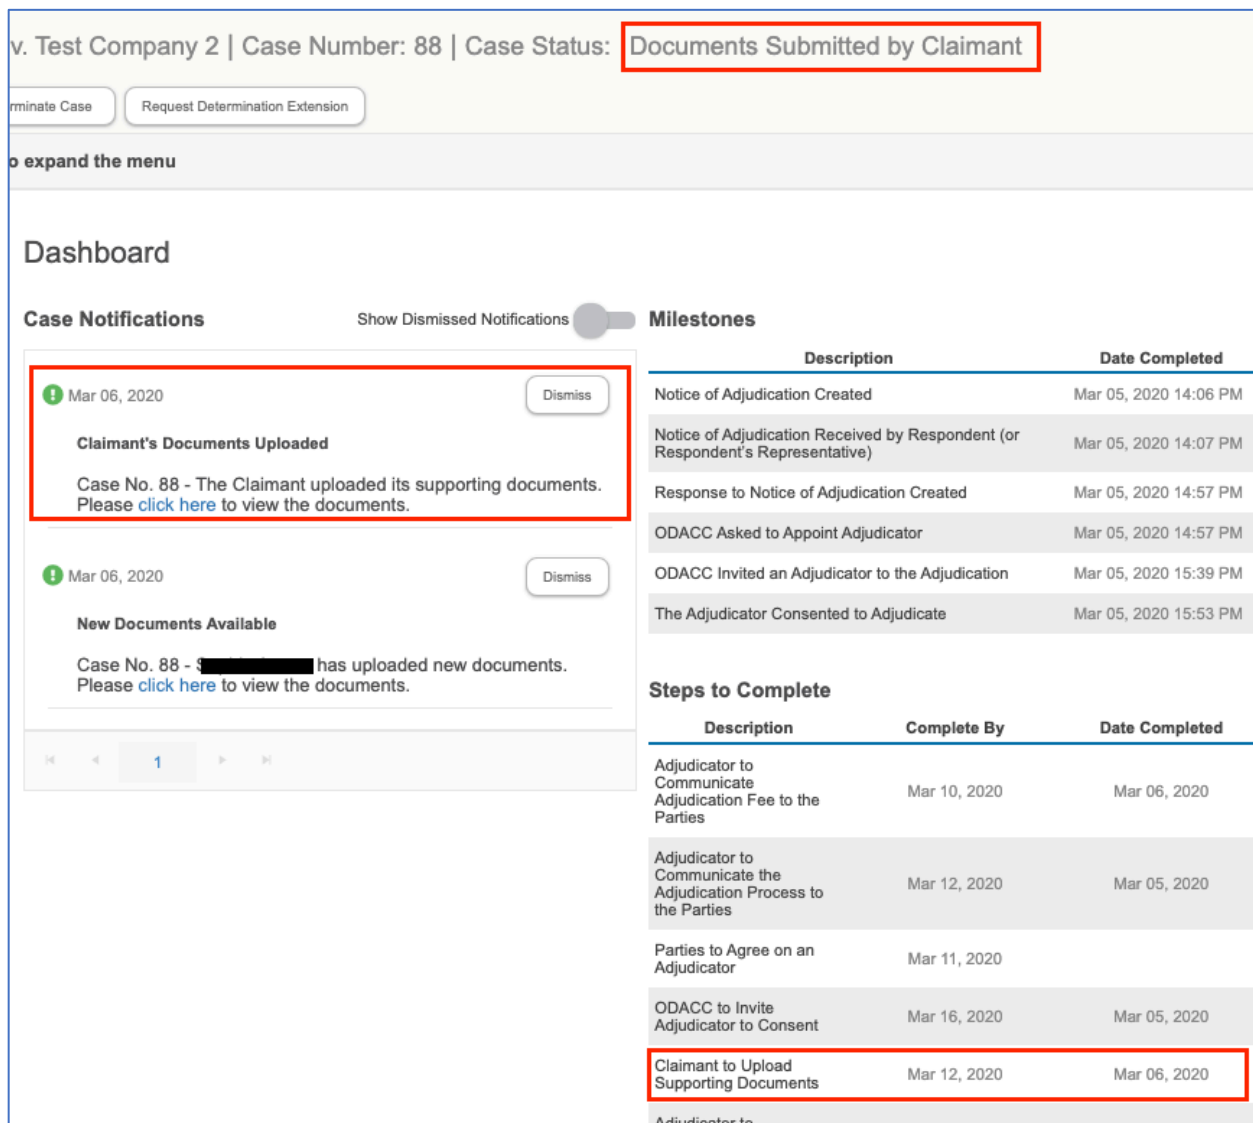 v. Test Company 2 | Case Number: 88 | Case Status: Documents Submitted by Claimant
rminate Case
Request Determination Extension
o expand the menu
Dashboard
Case Notifications
Show Dismissed Notifications
Mar 06, 2020
Dismiss
Claimant's Documents Uploaded
Case No. 88 - The Claimant uploaded its supporting documents.
Please click here to view the documents.
Mar 06, 2020
Dismiss
New Documents Available
Case No. 88 - has uploaded new documents.
Please click here to view the documents.
1
Milestones
Description Date Completed
Notice of Adjudication Created Mar 05, 2020 14:06 PM
Notice of Adjudication Received by Respondent (or
Respondent's Representative) Mar 05, 2020 14:07 PM
Response to Notice of Adjudication Created Mar 05, 2020 14:57 PM
ODACC Asked to Appoint Adjudicator Mar 05, 2020 14:57 PM
ODACC Invited an Adjudicator to the Adjudication Mar 05, 2020 15:39 PM
The Adjudicator Consented to Adjudicate Mar 05, 2020 15:53 PM
Steps to Complete
Description Complete By Date Completed
Adjudicator to
Communicate
Adjudication Fee to the
Parties
Mar 10, 2020 Mar 06, 2020
Adjudicator to
Communicate the
Adjudication Process to
the Parties
Mar 12, 2020 Mar 05, 2020
Parties to Agree on an
Adjudicator
Mar 11, 2020
ODACC to Invite
Adjudicator to Consent
Mar 16, 2020 Mar 05, 2020
Claimant to Upload
Supporting Documents
Mar 12, 2020 Mar 06, 2020
Adjudicator to